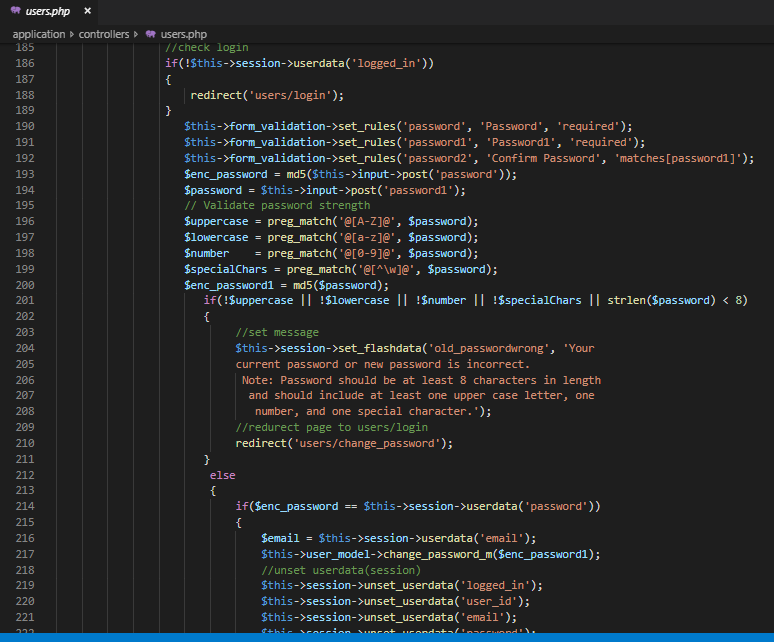 users.php ×
application > controllers > users.php
185 //check login
186 if(!$this->session->userdata('logged_in'))
187 {
188 redirect('users/login');
189 }
190 $this->form_validation->set_rules('password', 'Password', 'required');
191 $this->form_validation->set_rules('password1', 'Password1', 'required');
192 $this->form_validation->set_rules('password2', 'Confirm Password', 'matches[password1]');
193 $enc_password = md5($this->input->post('password'));
194 $password = $this->input->post('password1');
195 // Validate password strength
196 $uppercase = preg_match('@[A-Z]@', $password);
197 $lowercase = preg_match('@[a-z]@', $password);
198 $number    = preg_match('@[0-9]@', $password);
199 $specialChars = preg_match('@[^\w]@', $password);
200 $enc_password1 = md5($password);
201 if(!$uppercase || !$lowercase || !$number || !$specialChars || strlen($password) < 8)
202 {
203 //set message
204 $this->session->set_flashdata('old_passwordwrong', 'Your
205 current password or new password is incorrect.
206 Note: Password should be at least 8 characters in length
207 and should include at least one upper case letter, one
208 number, and one special character.');
209 //redurect page to users/login
210 redirect('users/change_password');
211 }
212 else
213 {
214 if($enc_password == $this->session->userdata('password'))
215 {
216 $email = $this->session->userdata('email');
217 $this->user_model->change_password_m($enc_password1);
218 //unset userdata(session)
219 $this->session->unset_userdata('logged_in');
220 $this->session->unset_userdata('user_id');
221 $this->session->unset_userdata('email');
222 $this->session->unset_userdata('password');